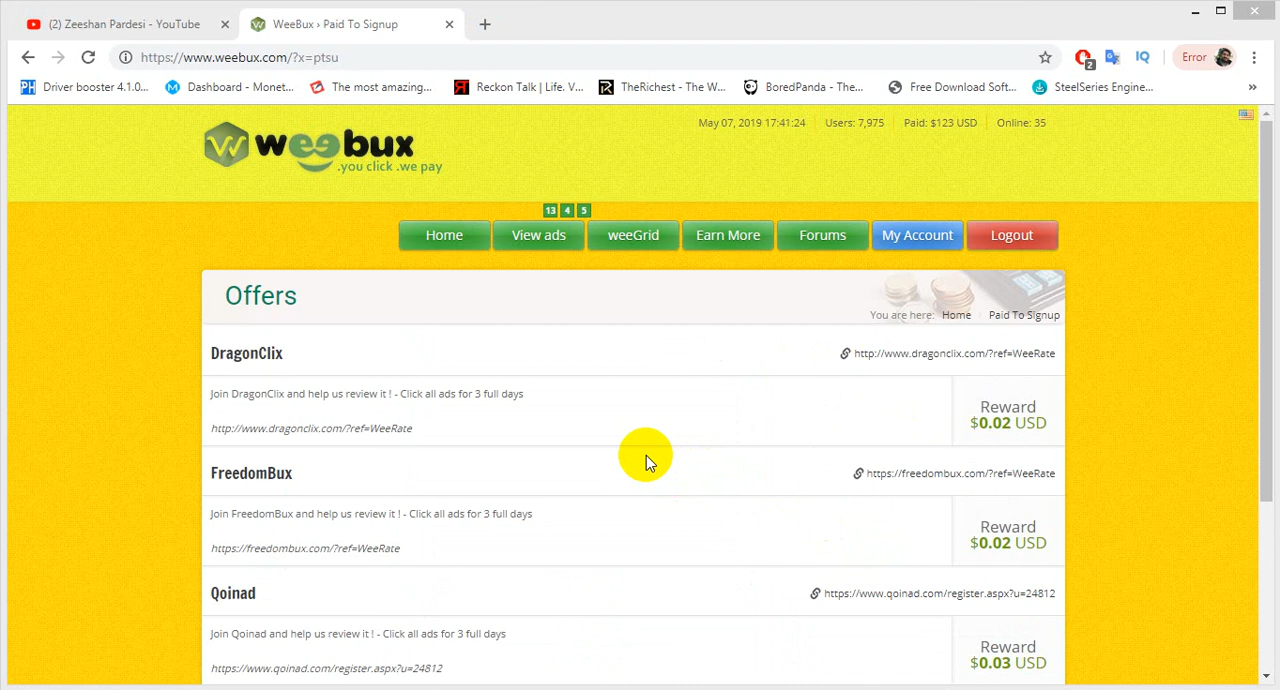 (2) Zeeshan Pardesi - YouTube
WeeBux › Paid To Signup
https://www.weebux.com/?x=ptsu
2
IQ
Error
PH
Driver booster 4.1.0...
Dashboard - Monet...
The most amazing...
Reckon Talk | Life. V...
TheRichest - The W...
BoredPanda - The...
Free Download Soft...
SteelSeries Engine...
weebux
.you click .we pay
May 07, 2019 17:41:24
Users: 7,975
Paid: $123 USD
Online: 35
13 4 5
Home
View ads
weeGrid
Earn More
Forums
My Account
Logout
Offers
You are here: Home Paid To Signup
DragonClix
http://www.dragonclix.com/?ref=WeeRate
Join DragonClix and help us review it ! - Click all ads for 3 full days
http://www.dragonclix.com/?ref=WeeRate
Reward
$0.02 USD
FreedomBux
https://freedombux.com/?ref=WeeRate
Join FreedomBux and help us review it ! - Click all ads for 3 full days
https://freedombux.com/?ref=WeeRate
Reward
$0.02 USD
Qoinad
https://www.qoinad.com/register.aspx?u=24812
Join Qoinad and help us review it ! - Click all ads for 3 full days
https://www.qoinad.com/register.aspx?u=24812
Reward
$0.03 USD